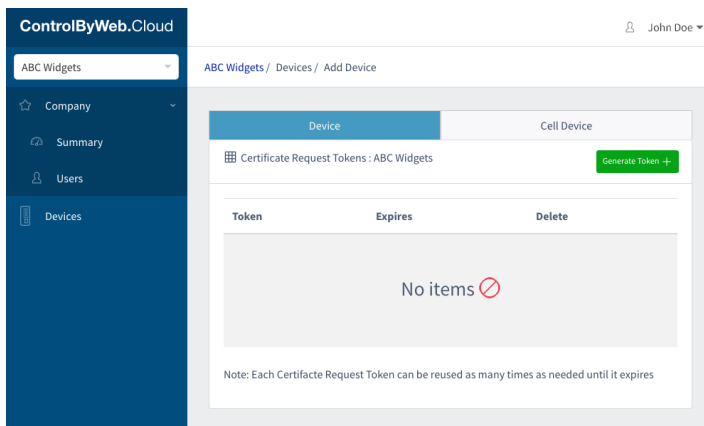 ControlByWeb.Cloud
John Doe
ABC Widgets
ABC Widgets / Devices / Add Device
Company
Summary
Users
Devices
Device
Cell Device
Certificate Request Tokens : ABC Widgets
Generate Token +
Token Expires Delete
No items
Note: Each Certifacte Request Token can be reused as many times as needed until it expires